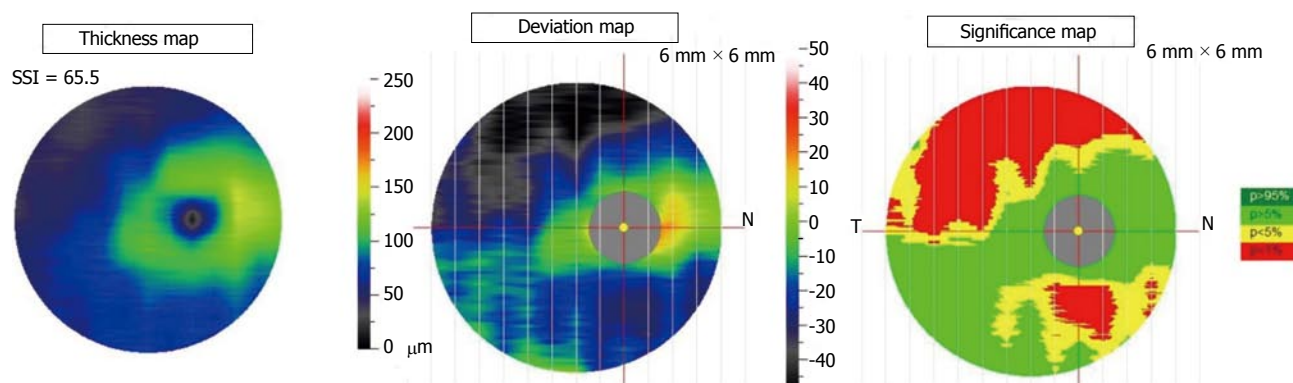 Thickness map
SSI = 65.5
250
200
150
100
50
0 μm
Deviation map
6 mm × 6 mm
N
50
40
30
20
10
0
-10
-20
-30
-40
Significance map
6 mm × 6 mm
T
N
p>95%
p>5%
p<5%
p<1%